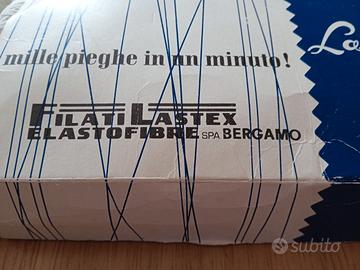 mille pieghe in un minuto!
FILATI LASTEX
ELASTOFIBRE SPA BERGAMO
subito